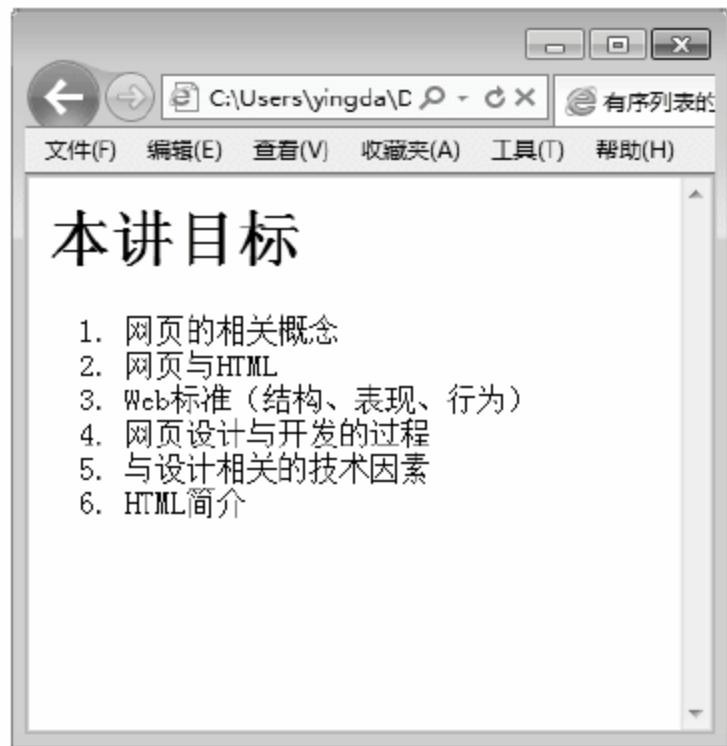 C:\Users\yingda\D
有序列表的
文件(F) 编辑(E) 查看(V) 收藏夹(A) 工具(T) 帮助(H)
本讲目标
1. 网页的相关概念
2. 网页与HTML
3. Web标准（结构、表现、行为）
4. 网页设计与开发的过程
5. 与设计相关的技术因素
6. HTML简介